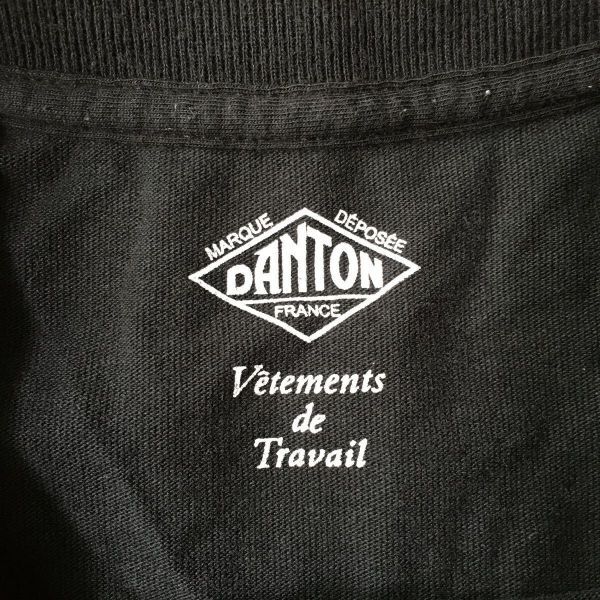 MARQUE DÉPOSÉE
DANTON
FRANCE
Vêtements
de
Travail